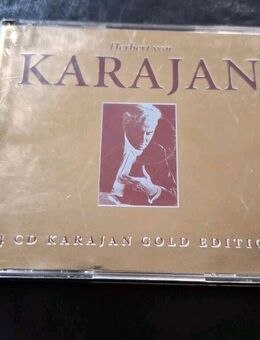 Herbert von
KARAJAN
4 CD KARAJAN GOLD EDITIO